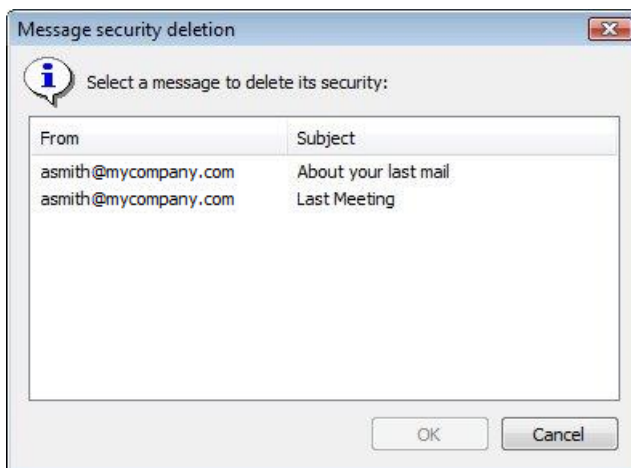 Message security deletion
Select a message to delete its security:
From Subject
asmith@mycompany.com About your last mail
asmith@mycompany.com Last Meeting
OK Cancel